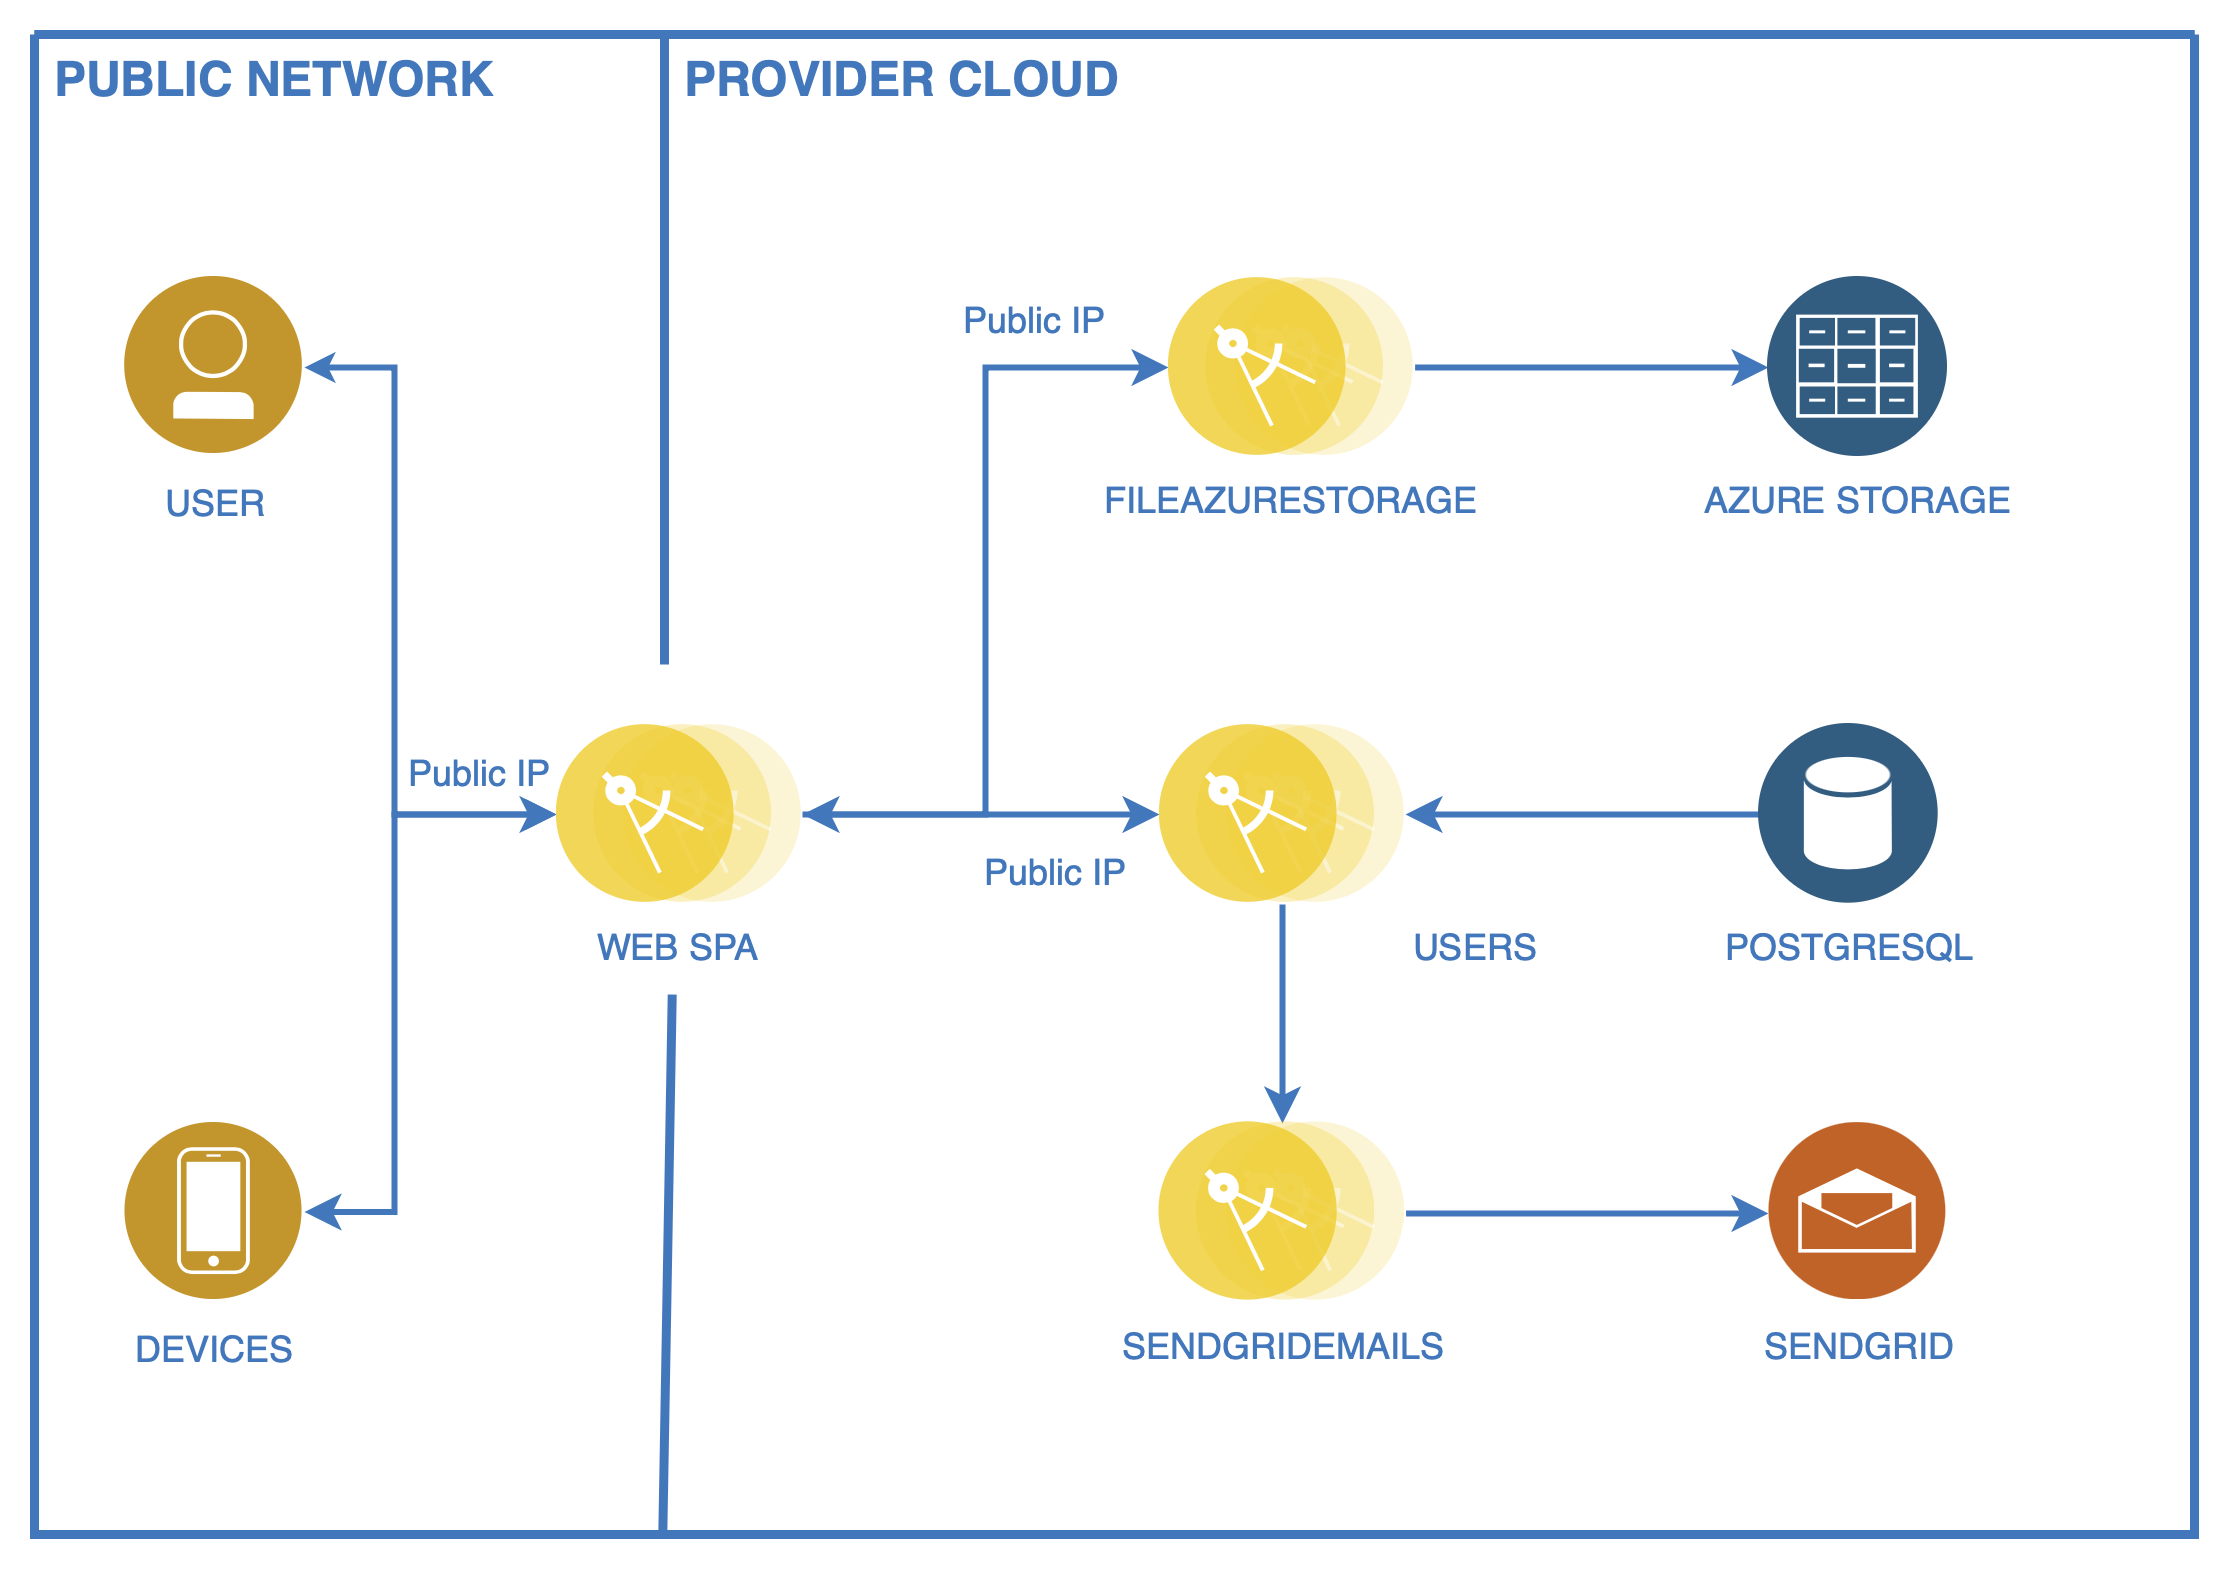 PUBLIC NETWORK
PROVIDER CLOUD
Public IP
USER
FILEAZURESTORAGE
AZURE STORAGE
Public IP
Public IP
WEB SPA
USERS
POSTGRESQL
DEVICES
SENDGRIDEMAILS
SENDGRID